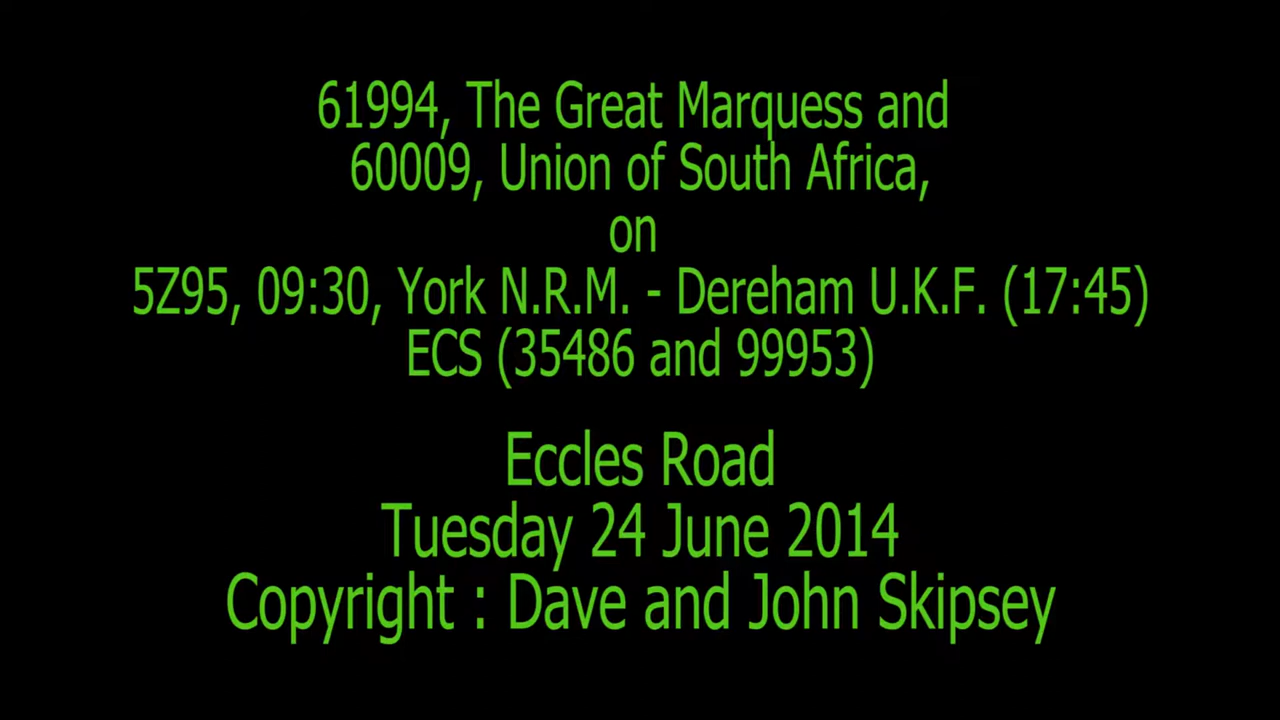 61994, The Great Marquess and
60009, Union of South Africa,
on
5Z95, 09:30, York N.R.M. - Dereham U.K.F. (17:45)
ECS (35486 and 99953)
Eccles Road
Tuesday 24 June 2014
Copyright : Dave and John Skipsey